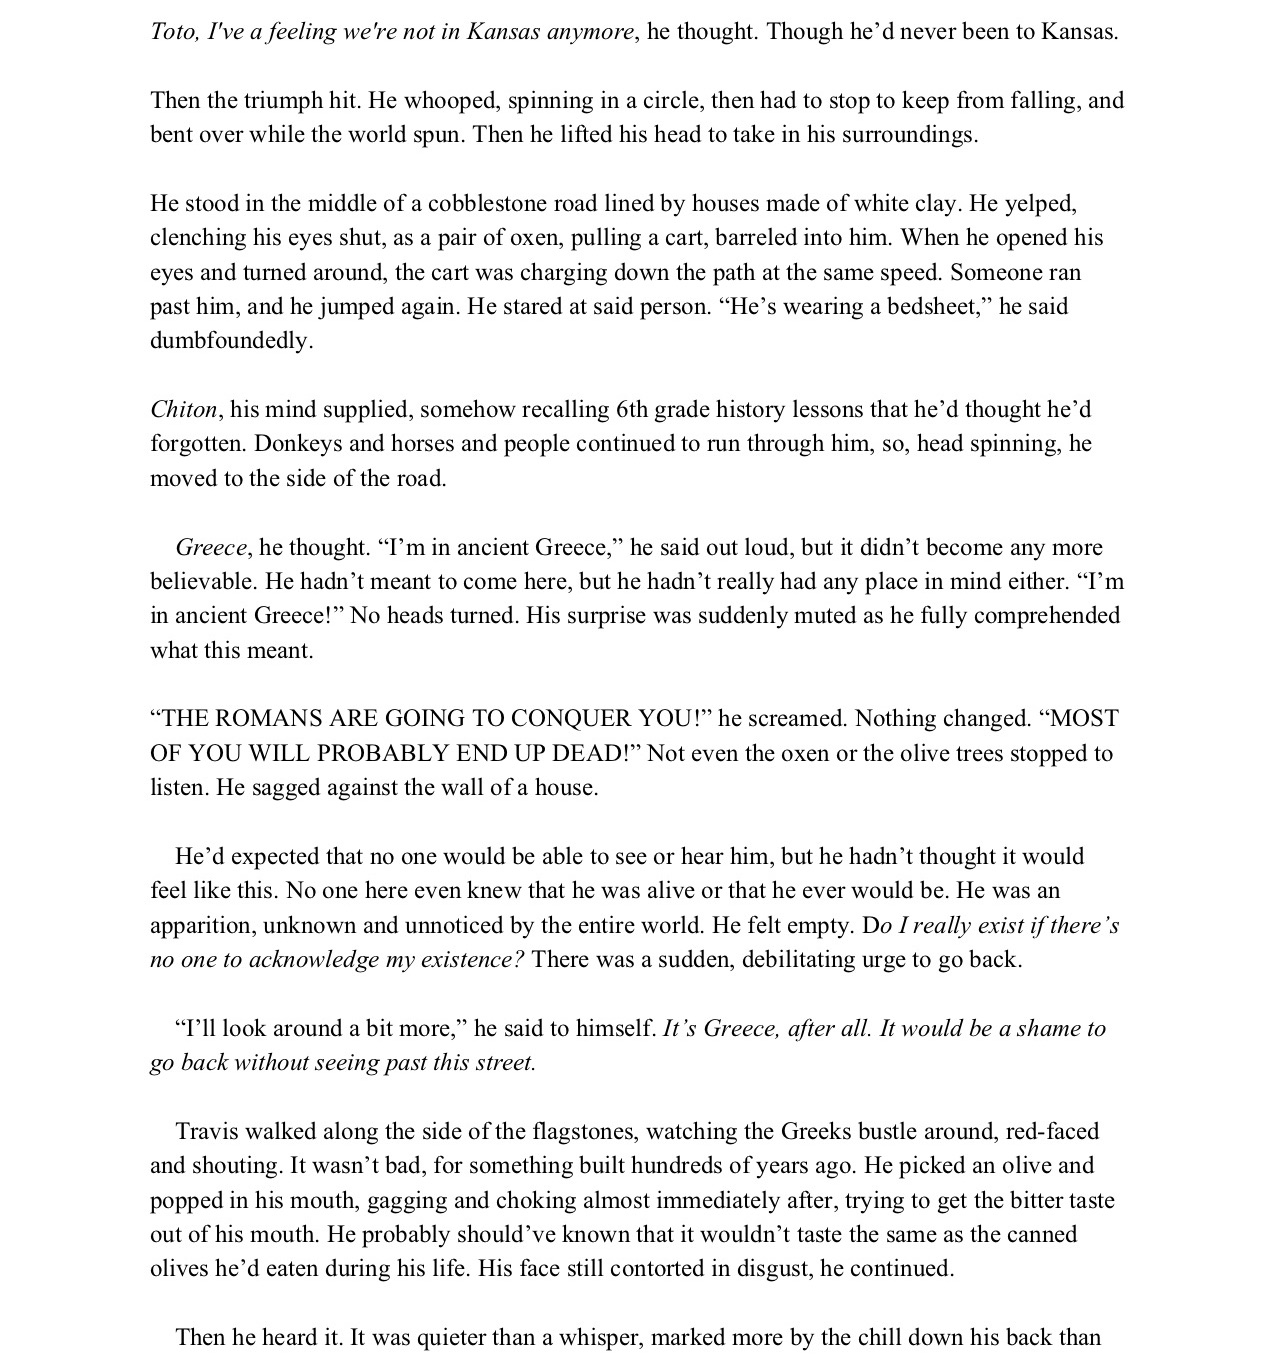 Toto, I've a feeling we're not in Kansas anymore, he thought. Though he’d never been to Kansas.
Then the triumph hit. He whooped, spinning in a circle, then had to stop to keep from falling, and
bent over while the world spun. Then he lifted his head to take in his surroundings.
He stood in the middle of a cobblestone road lined by houses made of white clay. He yelped,
clenching his eyes shut, as a pair of oxen, pulling a cart, barreled into him. When he opened his
eyes and turned around, the cart was charging down the path at the same speed. Someone ran
past him, and he jumped again. He stared at said person. “He’s wearing a bedsheet,” he said
dumbfoundedly.
Chiton, his mind supplied, somehow recalling 6th grade history lessons that he’d thought he’d
forgotten. Donkeys and horses and people continued to run through him, so, head spinning, he
moved to the side of the road.
Greece, he thought. “I’m in ancient Greece,” he said out loud, but it didn’t become any more
believable. He hadn’t meant to come here, but he hadn’t really had any place in mind either. “I’m
in ancient Greece!” No heads turned. His surprise was suddenly muted as he fully comprehended
what this meant.
“THE ROMANS ARE GOING TO CONQUER YOU!” he screamed. Nothing changed. “MOST
OF YOU WILL PROBABLY END UP DEAD!” Not even the oxen or the olive trees stopped to
listen. He sagged against the wall of a house.
He’d expected that no one would be able to see or hear him, but he hadn’t thought it would
feel like this. No one here even knew that he was alive or that he ever would be. He was an
apparition, unknown and unnoticed by the entire world. He felt empty. Do I really exist if there’s
no one to acknowledge my existence? There was a sudden, debilitating urge to go back.
“I’ll look around a bit more,” he said to himself. It’s Greece, after all. It would be a shame to
go back without seeing past this street.
Travis walked along the side of the flagstones, watching the Greeks bustle around, red-faced
and shouting. It wasn’t bad, for something built hundreds of years ago. He picked an olive and
popped in his mouth, gagging and choking almost immediately after, trying to get the bitter taste
out of his mouth. He probably should’ve known that it wouldn’t taste the same as the canned
olives he’d eaten during his life. His face still contorted in disgust, he continued.
Then he heard it. It was quieter than a whisper, marked more by the chill down his back than